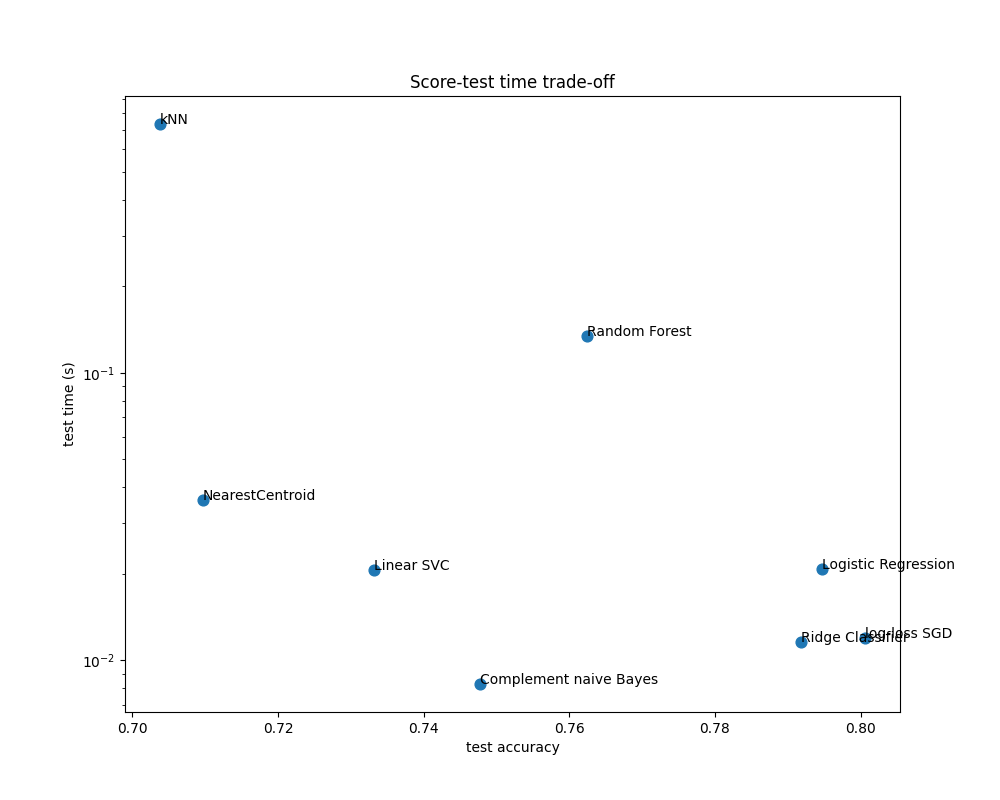 Score-test time trade-off
kNN
Random Forest
NearestCentroid
Linear SVC
Logistic Regression
log-loss SGD
Ridge Classifier
Complement naive Bayes
test time (s)
10⁻¹
10⁻²
0.70 0.72 0.74 0.76 0.78 0.80
test accuracy